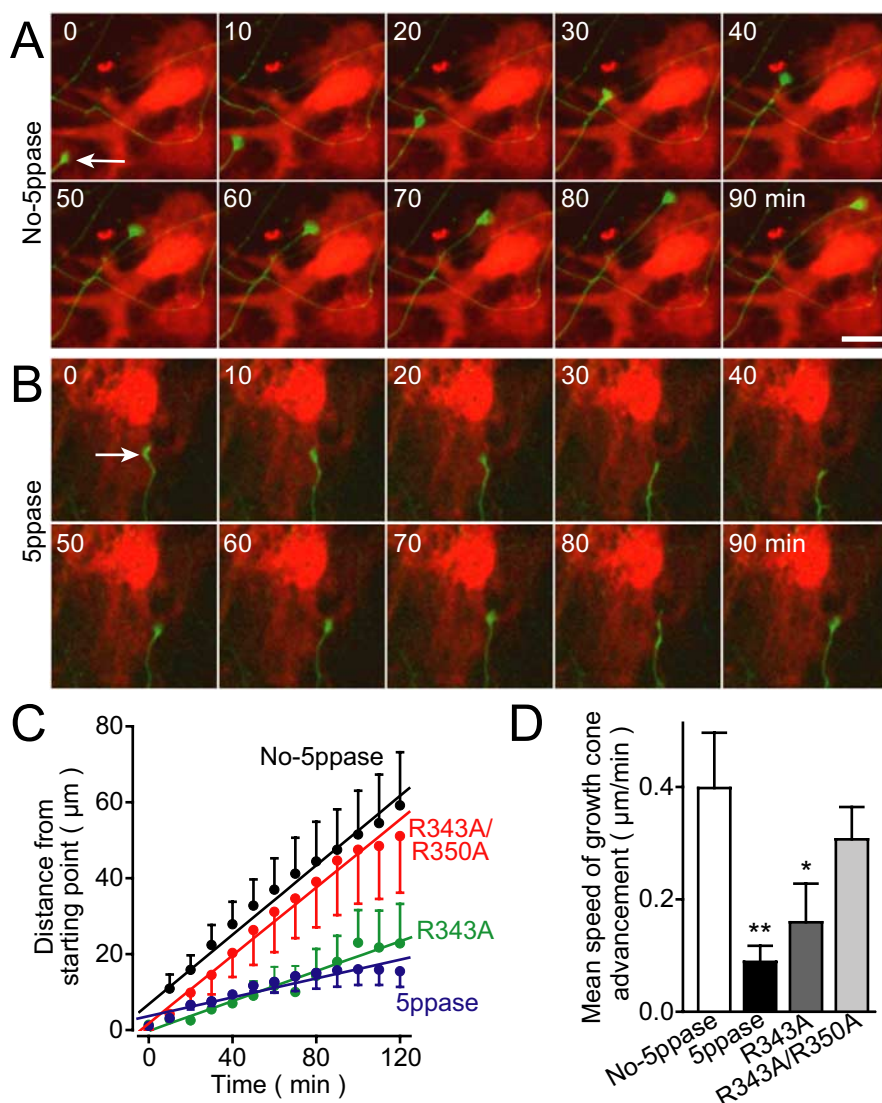 A
No-5ppase
0 10 20 30 40
50 60 70 80 90 min
B
5ppase
0 10 20 30 40
50 60 70 80 90 min
C
Distance from
starting point ( μm )
80
60
40
20
0
No-5ppase
R343A/
R350A
R343A
5ppase
0 40 80 120
Time ( min )
D
Mean speed of growth cone
advancement ( μm/min )
0.4
0.2
0.0
**
*
No-5ppase
5ppase
R343A
R343A/R350A